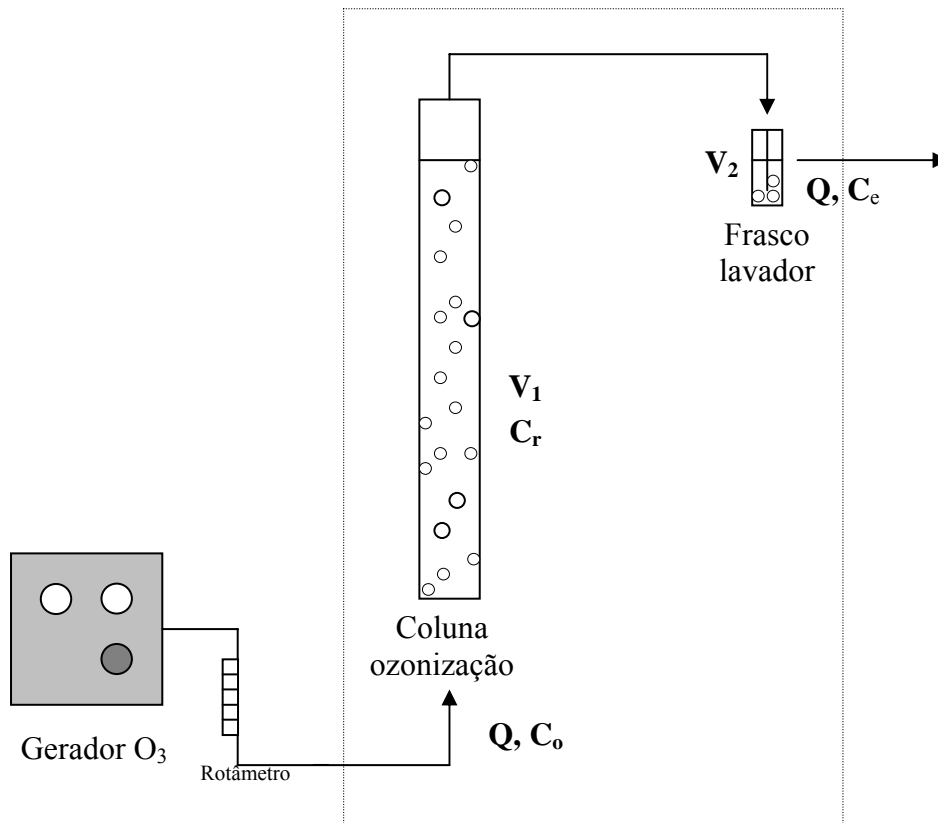 V₂
Q, Cₑ
Frasco
lavador
V₁
Cᵣ
Coluna
ozonização
Q, Cₒ
Gerador O₃
Rotâmetro